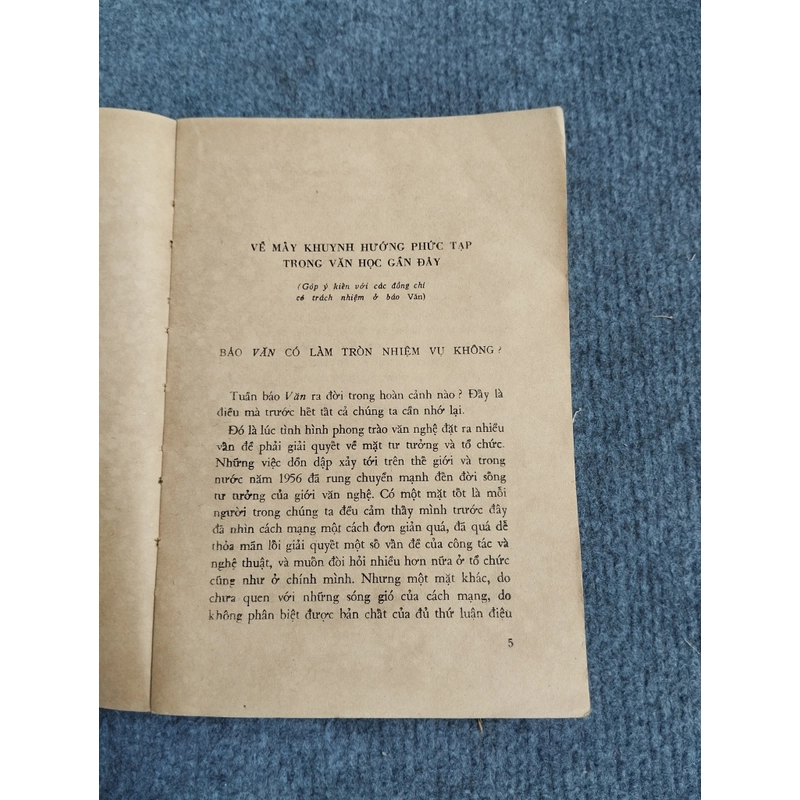 VỀ MẤY KHUYNH HƯỚNG PHỨC TẠP
TRONG VĂN HỌC GẦN ĐÂY
(Góp ý kiến với các đồng chí
có trách nhiệm ở báo Văn)
BÁO VĂN CÓ LÀM TRÒN NHIỆM VỤ KHÔNG?
Tuần báo Văn ra đời trong hoàn cảnh nào? Đây là
điều mà trước hết tất cả chúng ta cần nhớ lại.
Đó là lúc tình hình phong trào văn nghệ đặt ra nhiều
vấn đề phải giải quyết về mặt tư tưởng và tổ chức.
Những việc dồn dập xảy tới trên thế giới và trong
nước năm 1956 đã rung chuyển mạnh đến đời sống
tư tưởng của giới văn nghệ. Có một mặt tốt là mỗi
người trong chúng ta đều cảm thấy mình trước đây
đã nhìn cách mạng một cách đơn giản quá, đã quá dễ
thỏa mãn lối giải quyết một số vấn đề của công tác và
nghệ thuật, và muốn đòi hỏi nhiều hơn nữa ở tổ chức
cũng như ở chính mình. Nhưng một mặt khác, do
chưa quen với những sóng gió của cách mạng, do
không phân biệt được bản chất của đủ thứ luận điệu
5